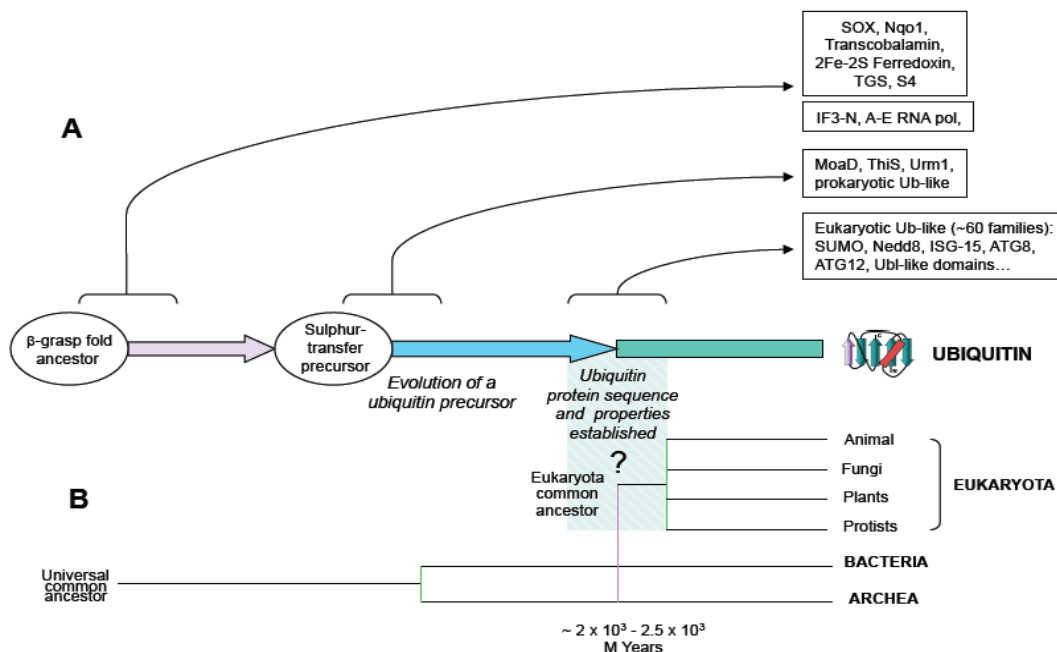 SOX, Nqo1,
Transcobalamin,
2Fe-2S Ferredoxin,
TGS, S4
A
IF3-N, A-E RNA pol,
MoaD, ThiS, Urm1,
prokaryotic Ub-like
Eukaryotic Ub-like (~60 families):
SUMO, Nedd8, ISG-15, ATG8,
ATG12, Ubl-like domains…
β-grasp fold
ancestor
Sulphur-
transfer
precursor
UBIQUITIN
Evolution of a
ubiquitin precursor
Ubiquitin
protein sequence
and properties
established
?
Eukaryota
common
ancestor
Animal
Fungi
Plants
Protists
EUKARYOTA
B
Universal
common
ancestor
BACTERIA
ARCHEA
~ 2 x 10³ - 2.5 x 10³
M Years